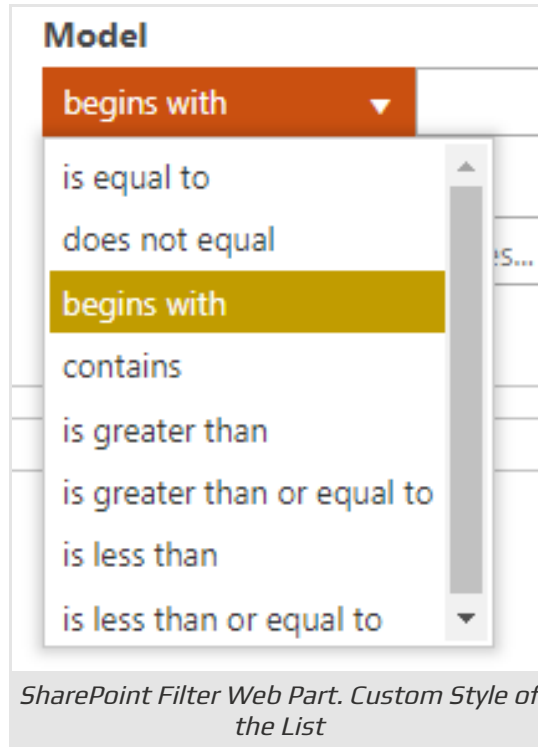 Model
begins with
is equal to
does not equal
begins with
es...
contains
is greater than
is greater than or equal to
is less than
is less than or equal to
SharePoint Filter Web Part. Custom Style of
the List